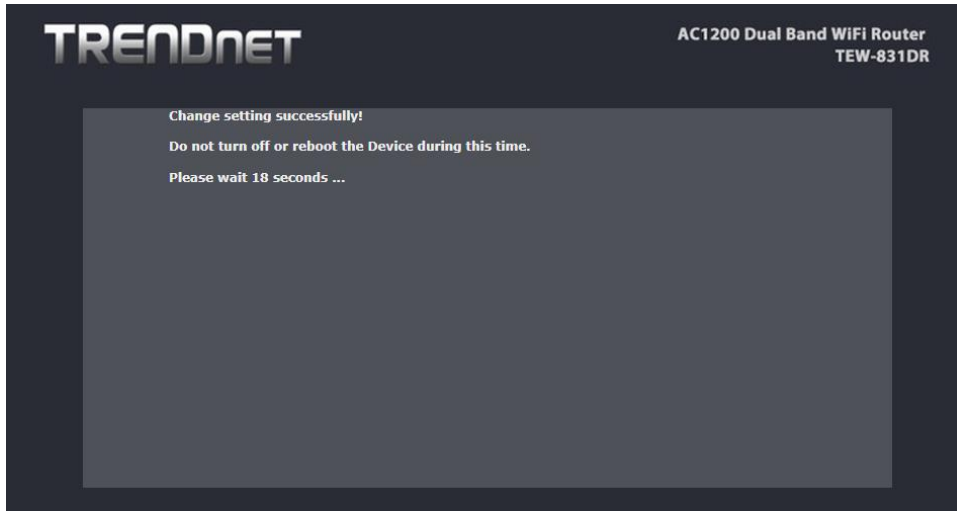 TRENDNET
AC1200 Dual Band WiFi Router
TEW-831DR
Change setting successfully!
Do not turn off or reboot the Device during this time.
Please wait 18 seconds ...